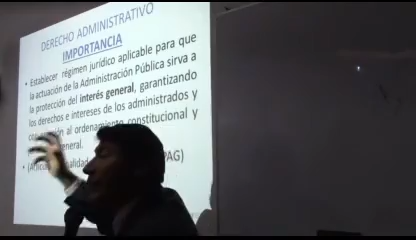 DERECHO ADMINISTRATIVO
IMPORTANCIA
• Establecer régimen jurídico aplicable para que
la actuación de la Administración Pública sirva a
la protección del interés general, garantizando
los derechos e intereses de los administrados y
al ordenamiento constitucional y
general.
PAG)